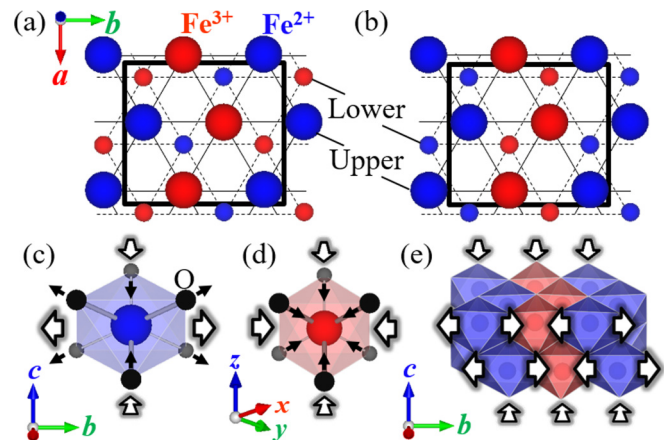 (a) b a Fe3+ Fe2+ (b)
Lower
Upper
(c) O (d) (e)
c b z x y c b